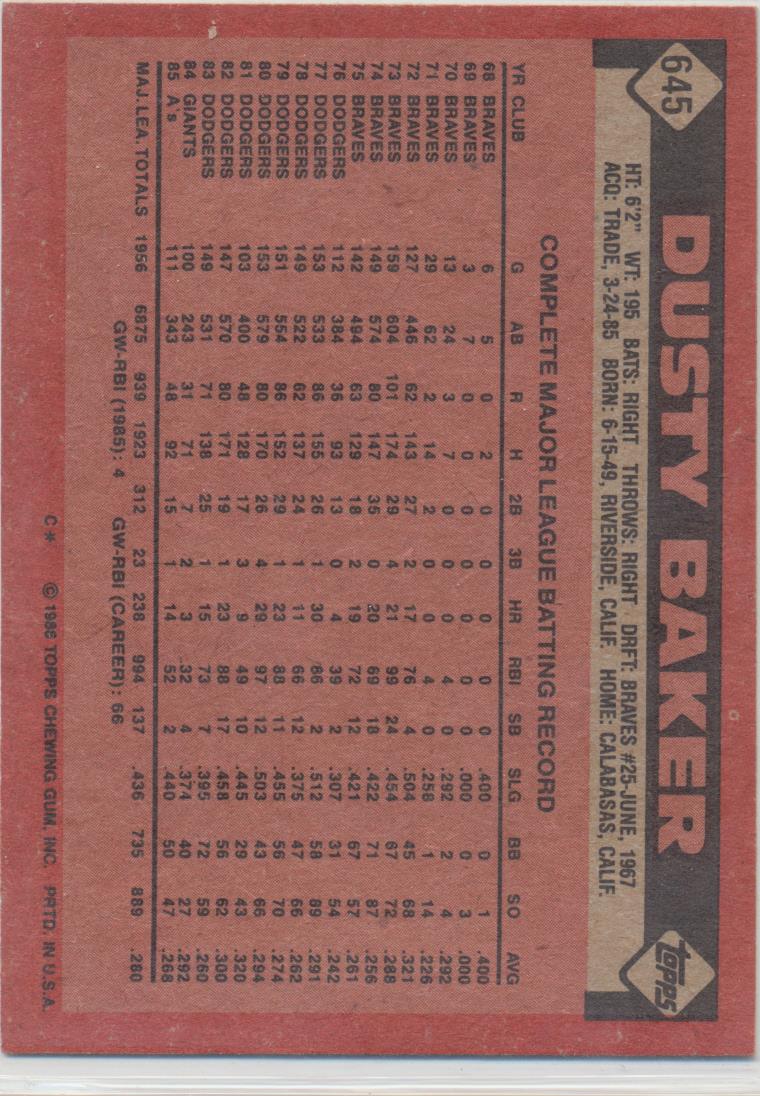 645 DUSTY BAKER topps
HT: 6'2" WT: 195 BATS: RIGHT THROWS: RIGHT DRFT: BRAVES #25-JUNE, 1967
ACQ: TRADE, 3-24-85 BORN: 6-15-49, RIVERSIDE, CALIF. HOME: CALABASAS, CALIF.
COMPLETE MAJOR LEAGUE BATTING RECORD
YR CLUB G AB R H 2B 3B HR RBI SB SLG BB SO AVG
68 BRAVES 6 5 0 2 0 0 0 0 0 .400 0 1 .400
69 BRAVES 3 7 0 0 0 0 0 0 0 .000 0 3 .000
70 BRAVES 13 24 3 7 0 0 0 4 0 .292 2 4 .292
71 BRAVES 29 62 2 14 2 0 0 4 0 .258 1 14 .226
72 BRAVES 127 446 62 143 27 2 17 76 4 .504 45 68 .321
73 BRAVES 159 604 101 174 29 4 21 99 24 .454 67 72 .288
74 BRAVES 149 574 80 147 35 0 20 69 18 .422 71 87 .256
75 BRAVES 142 494 63 129 18 2 19 72 12 .421 67 57 .261
76 DODGERS 112 384 36 93 13 0 4 39 2 .307 31 54 .242
77 DODGERS 153 533 86 155 26 1 30 86 2 .512 58 89 .291
78 DODGERS 149 522 62 137 24 1 11 66 12 .375 47 66 .262
79 DODGERS 151 554 86 152 29 1 23 88 11 .455 56 70 .274
80 DODGERS 153 579 80 170 26 4 29 97 12 .503 43 66 .294
81 DODGERS 103 400 48 128 17 3 9 49 10 .445 29 43 .320
82 DODGERS 147 570 80 171 19 1 23 88 17 .458 56 62 .300
83 DODGERS 149 531 71 138 25 1 15 73 7 .395 72 59 .260
84 GIANTS 100 243 31 71 7 2 3 32 4 .374 40 27 .292
85 A's 111 343 48 92 15 1 14 52 2 .440 50 47 .268
MAJ. LEA. TOTALS 1956 6875 939 1923 312 23 238 994 137 .436 735 889 .280
GW-RBI (1985): 4 GW-RBI (CAREER): 66
C* © 1986 TOPPS CHEWING GUM, INC. PRTD. IN U.S.A.